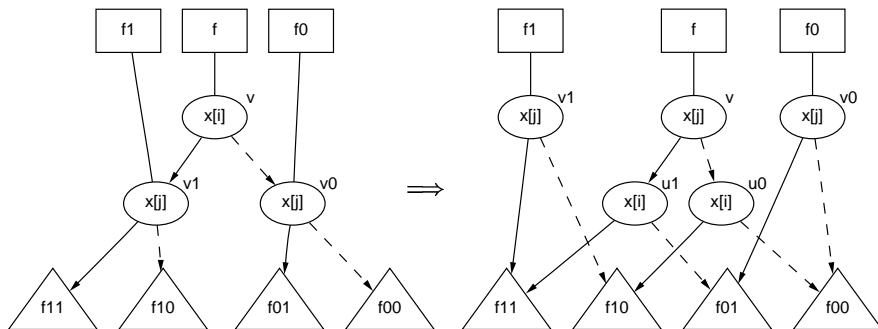 f1 f f0 f1 f f0
v v1 v v0
x[i] x[j] x[j] x[j]
v1 v0 u1 u0
x[j] x[j] ⟹ x[i] x[i]
f11 f10 f01 f00 f11 f10 f01 f00